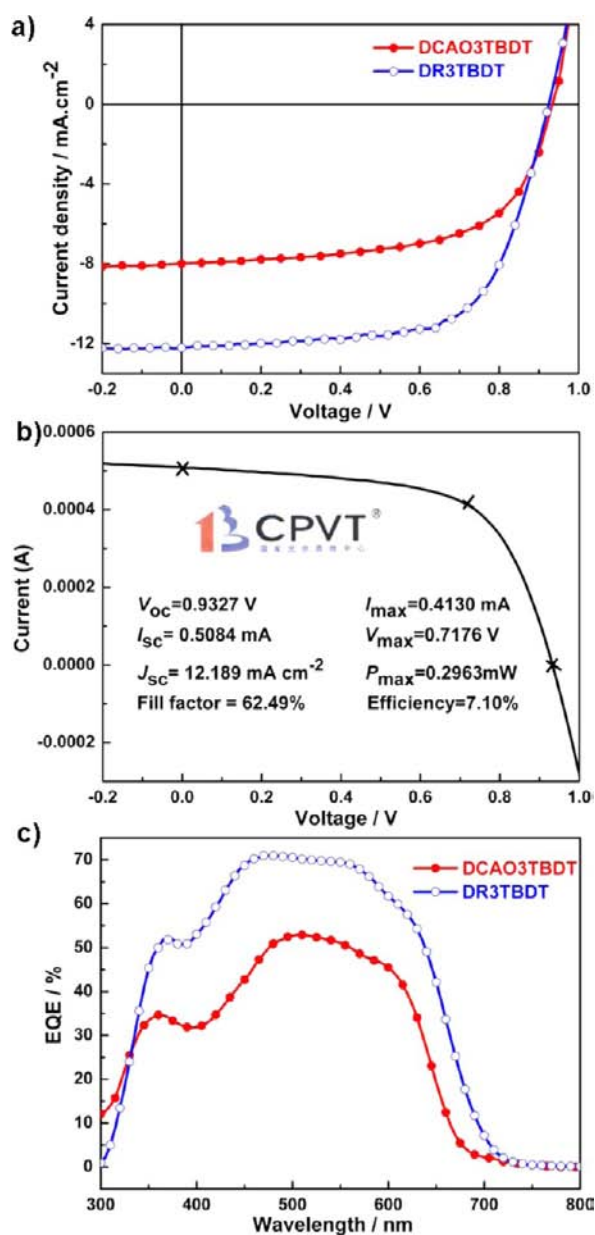 a)
4
0
-4
-8
-12
Current density / mA.cm-2
DCAO3TBDT
DR3TBDT
-0.2 0.0 0.2 0.4 0.6 0.8 1.0
Voltage / V
b)
0.0006
0.0004
0.0002
0.0000
-0.0002
Current (A)
CPVT®
Voc=0.9327 V
Imax=0.4130 mA
Isc= 0.5084 mA
Vmax=0.7176 V
Jsc= 12.189 mA cm-2
Pmax=0.2963mW
Fill factor = 62.49%
Efficiency=7.10%
-0.2 0.0 0.2 0.4 0.6 0.8 1.0
Voltage / V
c)
70
60
50
40
30
20
10
0
EQE / %
DCAO3TBDT
DR3TBDT
300 400 500 600 700 800
Wavelength / nm